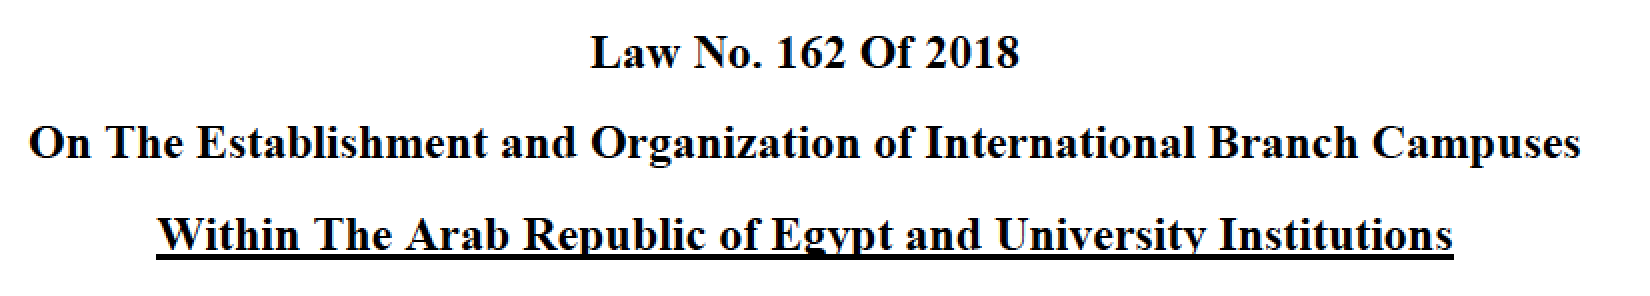 Law No. 162 Of 2018
On The Establishment and Organization of International Branch Campuses
Within The Arab Republic of Egypt and University Institutions